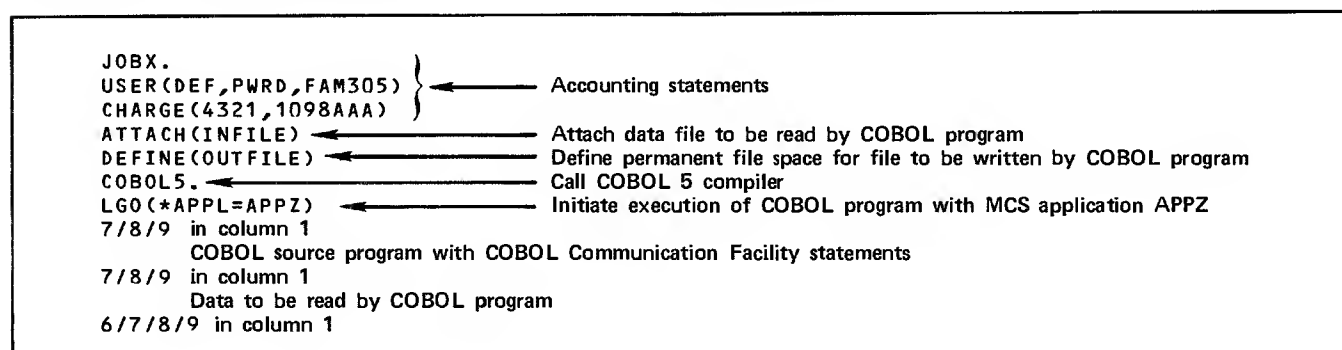 JOBX.
USER(DEF,PWRD,FAM305) Accounting statements
CHARGE(4321,1098AAA)
ATTACH(INFILE) Attach data file to be read by COBOL program
DEFINE(OUTFILE) Define permanent file space for file to be written by COBOL program
COBOL5. Call COBOL 5 compiler
LGO(*APPL=APPZ) Initiate execution of COBOL program with MCS application APPZ
7/8/9 in column 1
COBOL source program with COBOL Communication Facility statements
7/8/9 in column 1
Data to be read by COBOL program
6/7/8/9 in column 1